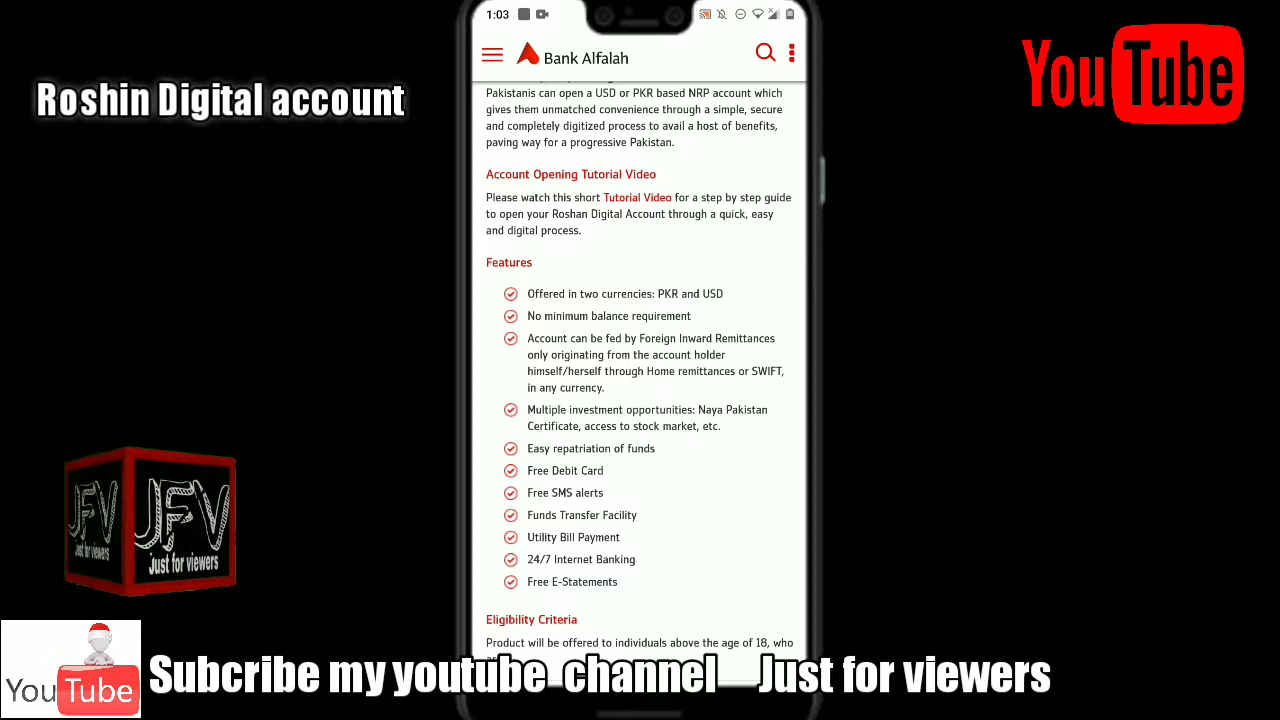 Roshin Digital account
YouTube
1:03
Bank Alfalah
Pakistanis can open a USD or PKR based NRP account which
gives them unmatched convenience through a simple, secure
and completely digitized process to avail a host of benefits,
paving way for a progressive Pakistan.
Account Opening Tutorial Video
Please watch this short Tutorial Video for a step by step guide
to open your Roshan Digital Account through a quick, easy
and digital process.
Features
Offered in two currencies: PKR and USD
No minimum balance requirement
Account can be fed by Foreign Inward Remittances
only originating from the account holder
himself/herself through Home remittances or SWIFT,
in any currency.
Multiple investment opportunities: Naya Pakistan
Certificate, access to stock market, etc.
Easy repatriation of funds
Free Debit Card
Free SMS alerts
Funds Transfer Facility
Utility Bill Payment
24/7 Internet Banking
Free E-Statements
Eligibility Criteria
Product will be offered to individuals above the age of 18, who
JFV
Just for viewers
JFV
Just for viewers
YouTube
Subcribe my youtube channel Just for viewers